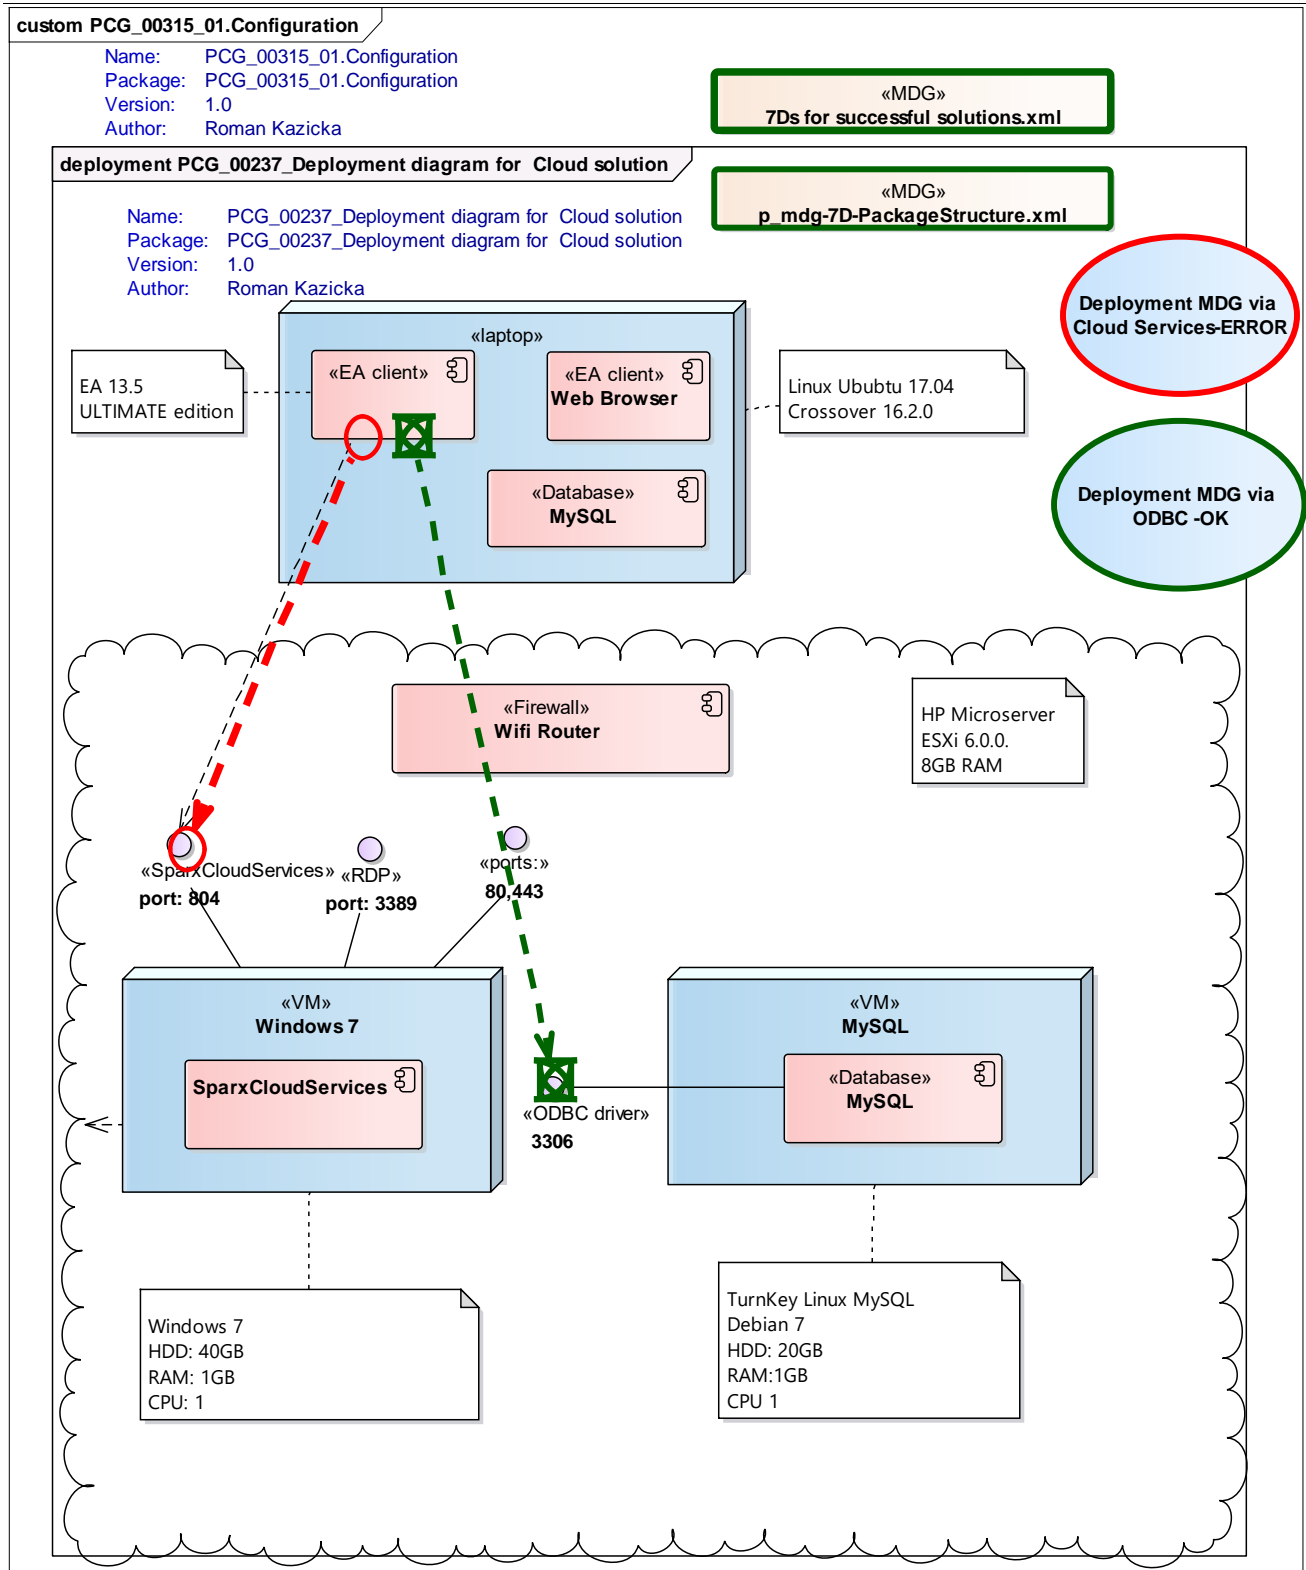 custom PCG_00315_01.Configuration
Name: PCG_00315_01.Configuration
Package: PCG_00315_01.Configuration
Version: 1.0
Author: Roman Kazicka
«MDG»
7Ds for successful solutions.xml
deployment PCG_00237_Deployment diagram for  Cloud solution
«MDG»
p_mdg-7D-PackageStructure.xml
Name: PCG_00237_Deployment diagram for  Cloud solution
Package: PCG_00237_Deployment diagram for  Cloud solution
Version: 1.0
Author: Roman Kazicka
Deployment MDG via
Cloud Services-ERROR
«laptop»
EA 13.5
ULTIMATE edition
«EA client»
«EA client»
Web Browser
Linux Ububtu 17.04
Crossover 16.2.0
«Database»
MySQL
Deployment MDG via
ODBC -OK
«Firewall»
Wifi Router
HP Microserver
ESXi 6.0.0.
8GB RAM
«SparxCloudServices»
port: 804
«RDP»
port: 3389
«ports:»
80,443
«VM»
Windows 7
SparxCloudServices
«VM»
MySQL
«Database»
MySQL
«ODBC driver»
3306
Windows 7
HDD: 40GB
RAM: 1GB
CPU: 1
TurnKey Linux MySQL
Debian 7
HDD: 20GB
RAM:1GB
CPU 1